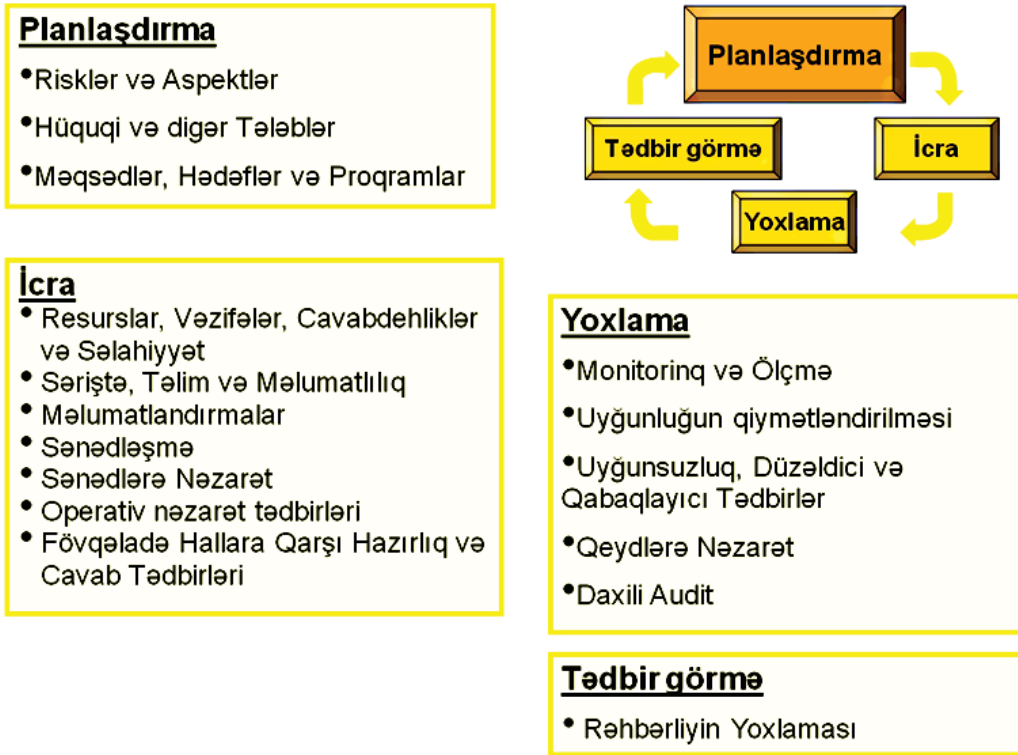 Planlaşdırma
•Risklər və Aspektlər
•Hüquqi və digər Tələblər
•Məqsədlər, Hədəflər və Proqramlar
Planlaşdırma
Tədbir görmə
İcra
Yoxlama
İcra
• Resurslar, Vəzifələr, Cavabdehliklər
və Səlahiyyət
• Səriştə, Təlim və Məlumatlılıq
• Məlumatlandırmalar
• Sənədləşmə
• Sənədlərə Nəzarət
• Operativ nəzarət tədbirləri
• Fövqəladə Hallara Qarşı Hazırlıq və
Cavab Tədbirləri
Yoxlama
•Monitorinq və Ölçmə
•Uyğunluğun qiymətləndirilməsi
•Uyğunsuzluq, Düzəldici və
Qabaqlayıcı Tədbirlər
•Qeydlərə Nəzarət
•Daxili Audit
Tədbir görmə
• Rəhbərliyin Yoxlaması